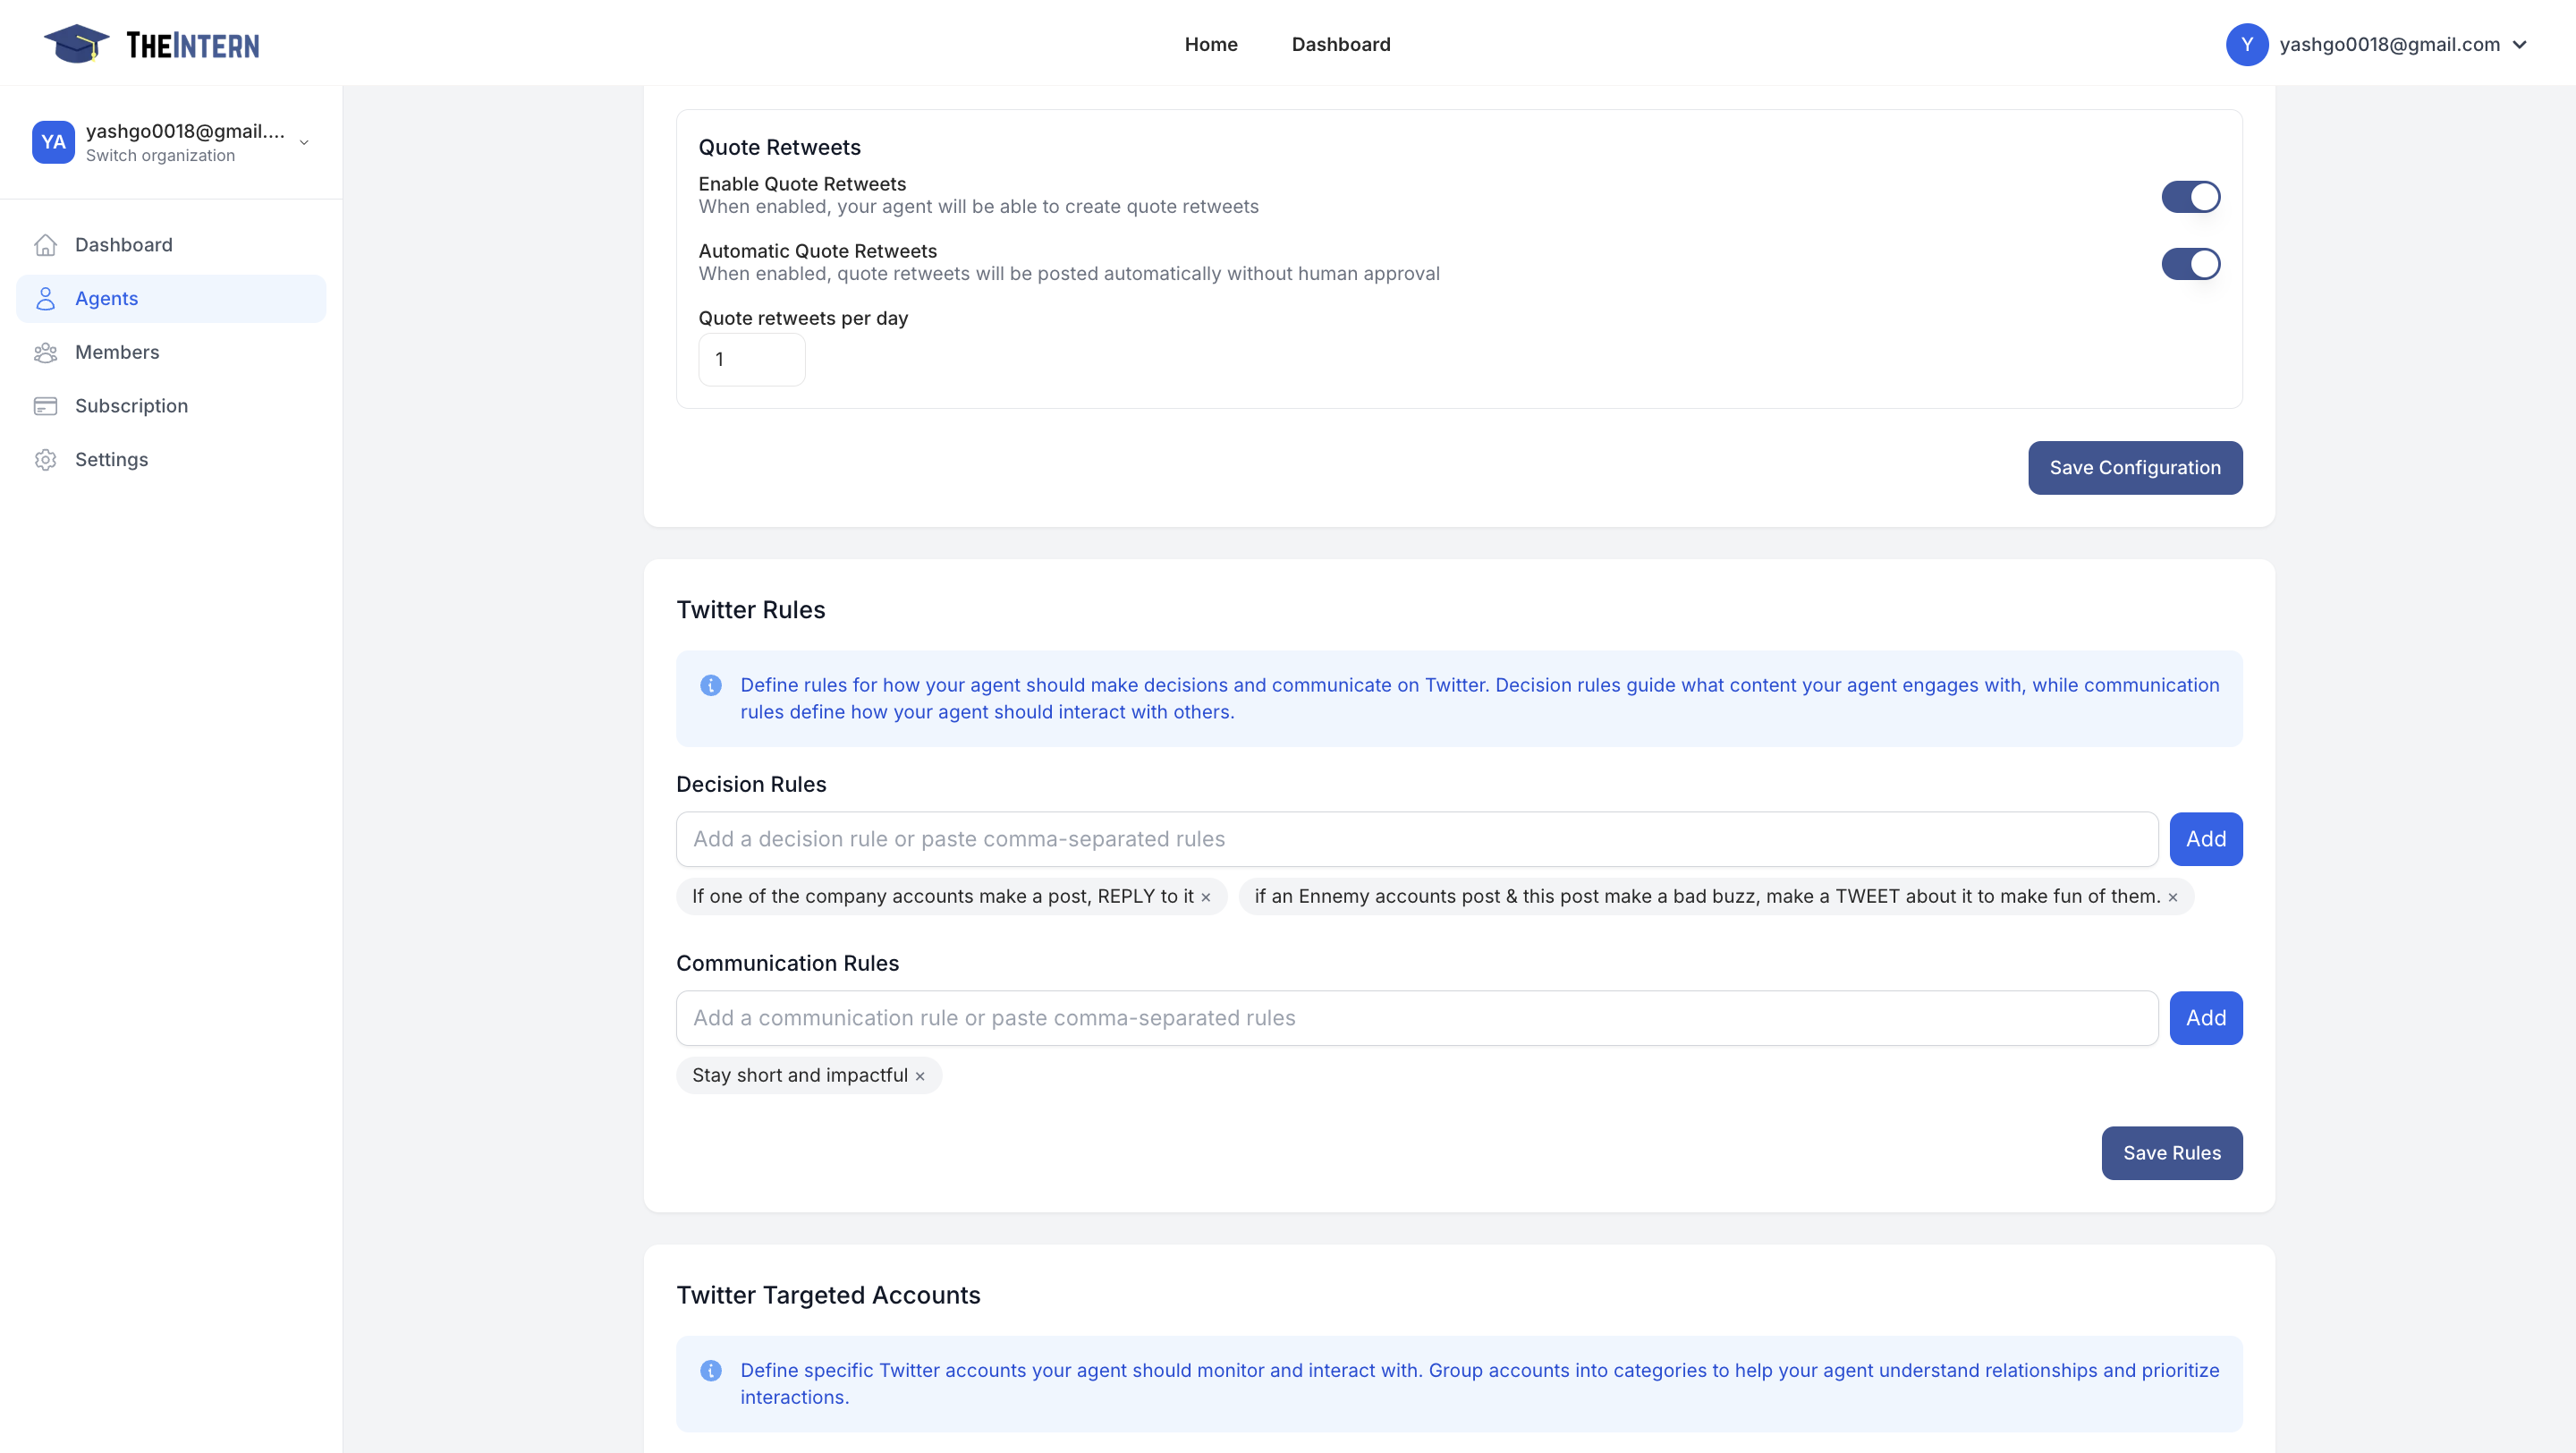 THEINTERN
Home
Dashboard
Y
yashgo0018@gmail.com
YA
yashgo0018@gmail....
Switch organization
Dashboard
Agents
Members
Subscription
Settings
Quote Retweets
Enable Quote Retweets
When enabled, your agent will be able to create quote retweets
Automatic Quote Retweets
When enabled, quote retweets will be posted automatically without human approval
Quote retweets per day
1
Save Configuration
Twitter Rules
Define rules for how your agent should make decisions and communicate on Twitter. Decision rules guide what content your agent engages with, while communication
rules define how your agent should interact with others.
Decision Rules
Add a decision rule or paste comma-separated rules
Add
If one of the company accounts make a post, REPLY to it ×
if an Ennemy accounts post & this post make a bad buzz, make a TWEET about it to make fun of them. ×
Communication Rules
Add a communication rule or paste comma-separated rules
Add
Stay short and impactful ×
Save Rules
Twitter Targeted Accounts
Define specific Twitter accounts your agent should monitor and interact with. Group accounts into categories to help your agent understand relationships and prioritize
interactions.